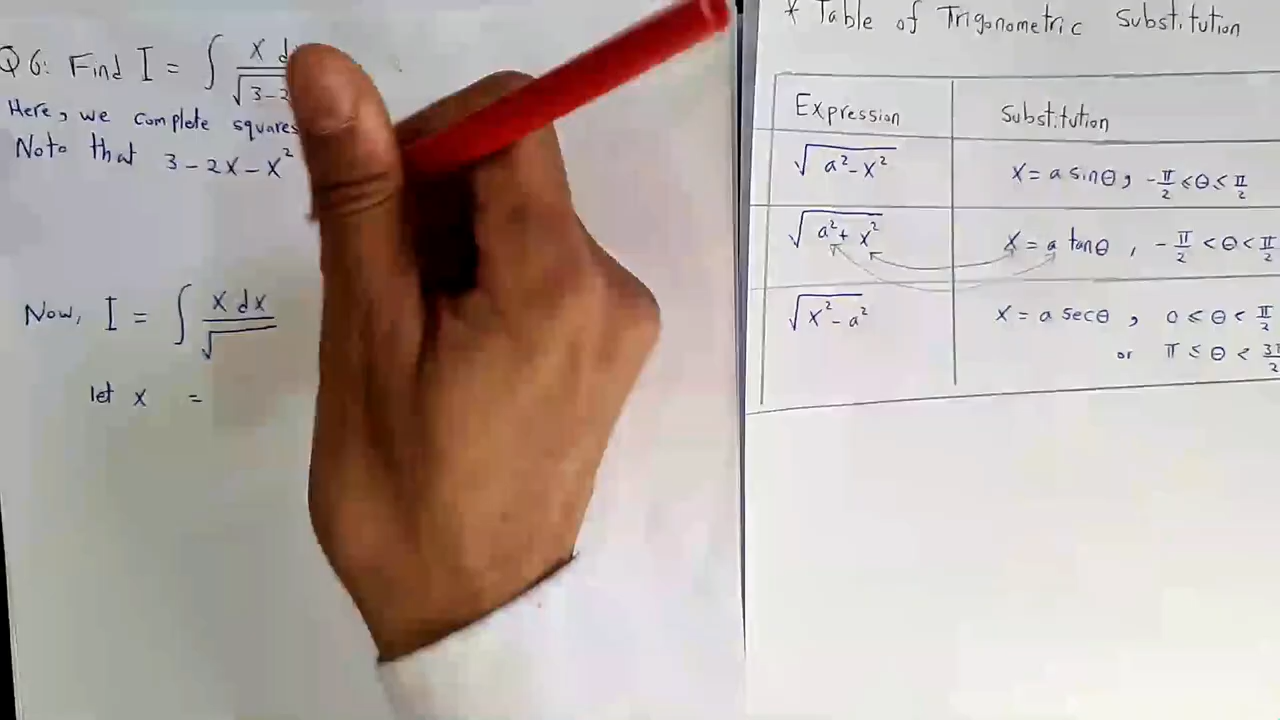 Q6: Find I = ∫ x d
√3-2
Here, we complete squares
Note that 3-2x-x²
Now, I = ∫ x dx
√
let x =
* Table of Trigonometric Substitution
Expression Substitution
√a²-x² x = a sinθ, -π/2 ≤ θ ≤ π/2
√a²+x² x = a tanθ, -π/2 < θ < π/2
√x²-a² x = a secθ, 0 ≤ θ < π/2
or π ≤ θ < 3π/2